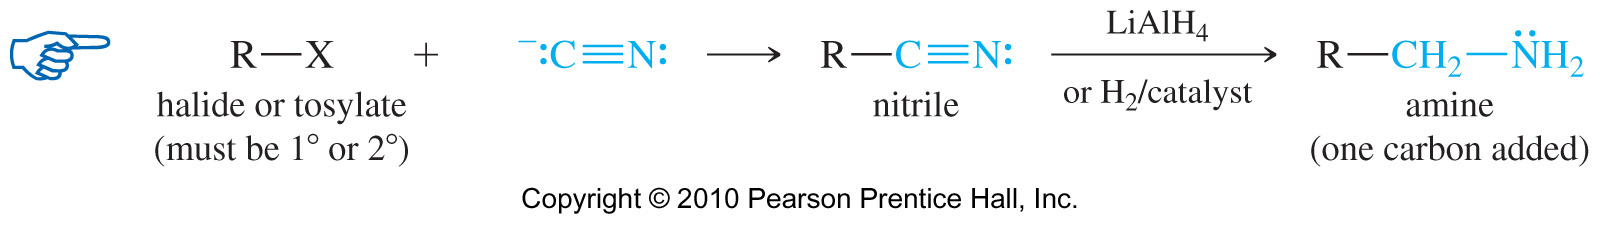 R—X + ⁻:C≡N: → R—C≡N: LiAlH₄ or H₂/catalyst → R—CH₂—N̈H₂
halide or tosylate nitrile amine
(must be 1° or 2°) (one carbon added)
Copyright © 2010 Pearson Prentice Hall, Inc.